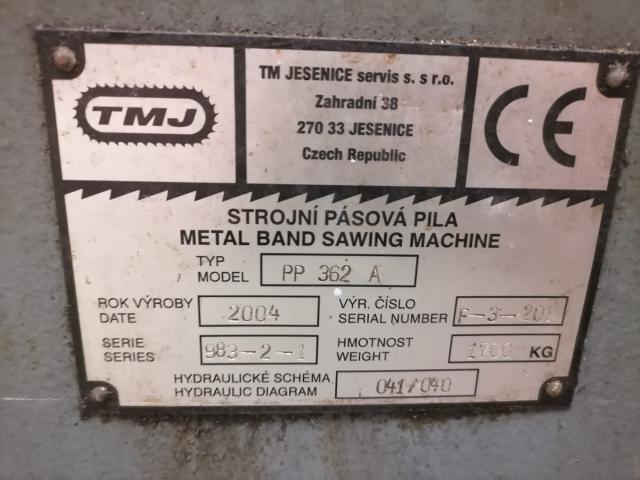 TMJ
TM JESENICE servis s. s r.o.
Zahradní 38
270 33 JESENICE
Czech Republic
CE
STROJNÍ PÁSOVÁ PILA
METAL BAND SAWING MACHINE
TYP
MODEL PP 362 A
ROK VÝROBY
DATE 2004
VÝR. ČÍSLO
SERIAL NUMBER F-3-201
SERIE
SERIES 983-2-1
HMOTNOST
WEIGHT KG
HYDRAULICKÉ SCHÉMA
HYDRAULIC DIAGRAM 041/040